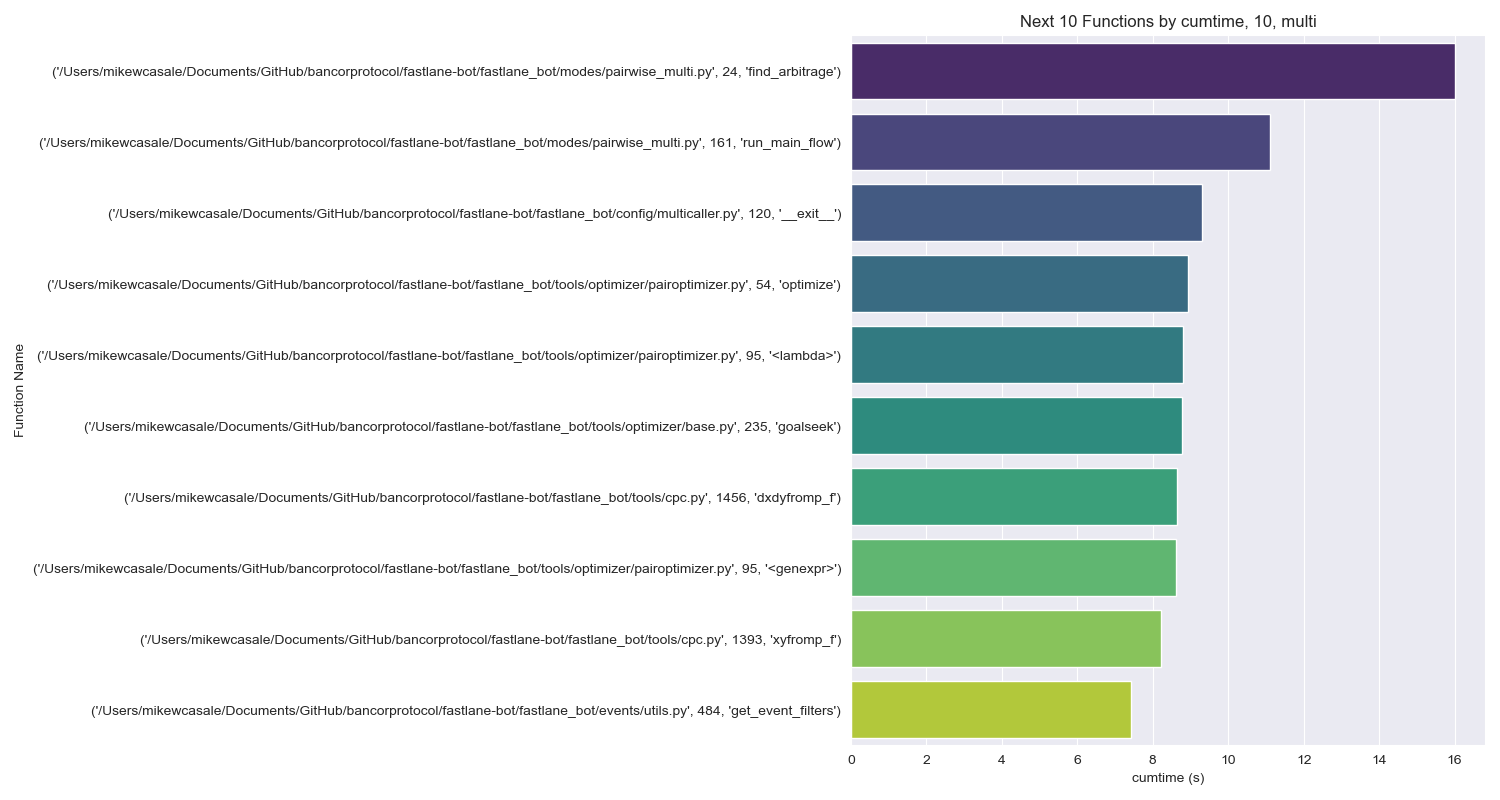 Next 10 Functions by cumtime, 10, multi
Function Name
('/Users/mikewcasale/Documents/GitHub/bancorprotocol/fastlane-bot/fastlane_bot/modes/pairwise_multi.py', 24, 'find_arbitrage')
('/Users/mikewcasale/Documents/GitHub/bancorprotocol/fastlane-bot/fastlane_bot/modes/pairwise_multi.py', 161, 'run_main_flow')
('/Users/mikewcasale/Documents/GitHub/bancorprotocol/fastlane-bot/fastlane_bot/config/multicaller.py', 120, '__exit__')
('/Users/mikewcasale/Documents/GitHub/bancorprotocol/fastlane-bot/fastlane_bot/tools/optimizer/pairoptimizer.py', 54, 'optimize')
('/Users/mikewcasale/Documents/GitHub/bancorprotocol/fastlane-bot/fastlane_bot/tools/optimizer/pairoptimizer.py', 95, '<lambda>')
('/Users/mikewcasale/Documents/GitHub/bancorprotocol/fastlane-bot/fastlane_bot/tools/optimizer/base.py', 235, 'goalseek')
('/Users/mikewcasale/Documents/GitHub/bancorprotocol/fastlane-bot/fastlane_bot/tools/cpc.py', 1456, 'dxdyfromp_f')
('/Users/mikewcasale/Documents/GitHub/bancorprotocol/fastlane-bot/fastlane_bot/tools/optimizer/pairoptimizer.py', 95, '<genexpr>')
('/Users/mikewcasale/Documents/GitHub/bancorprotocol/fastlane-bot/fastlane_bot/tools/cpc.py', 1393, 'xyfromp_f')
('/Users/mikewcasale/Documents/GitHub/bancorprotocol/fastlane-bot/fastlane_bot/events/utils.py', 484, 'get_event_filters')
0 2 4 6 8 10 12 14 16
cumtime (s)